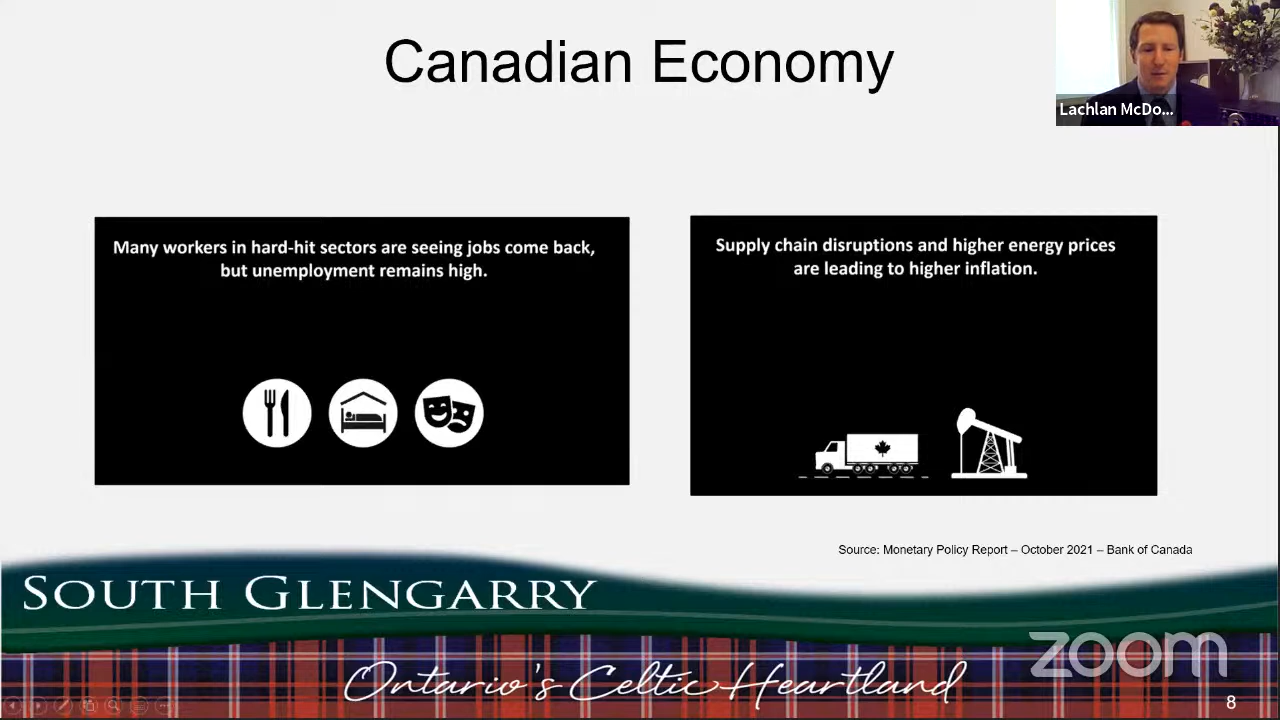 Canadian Economy
Lachlan McDo...
Many workers in hard-hit sectors are seeing jobs come back,
but unemployment remains high.
Supply chain disruptions and higher energy prices
are leading to higher inflation.
Source: Monetary Policy Report – October 2021 – Bank of Canada
SOUTH GLENGARRY
Ontario's Celtic Heartland
zoom
8